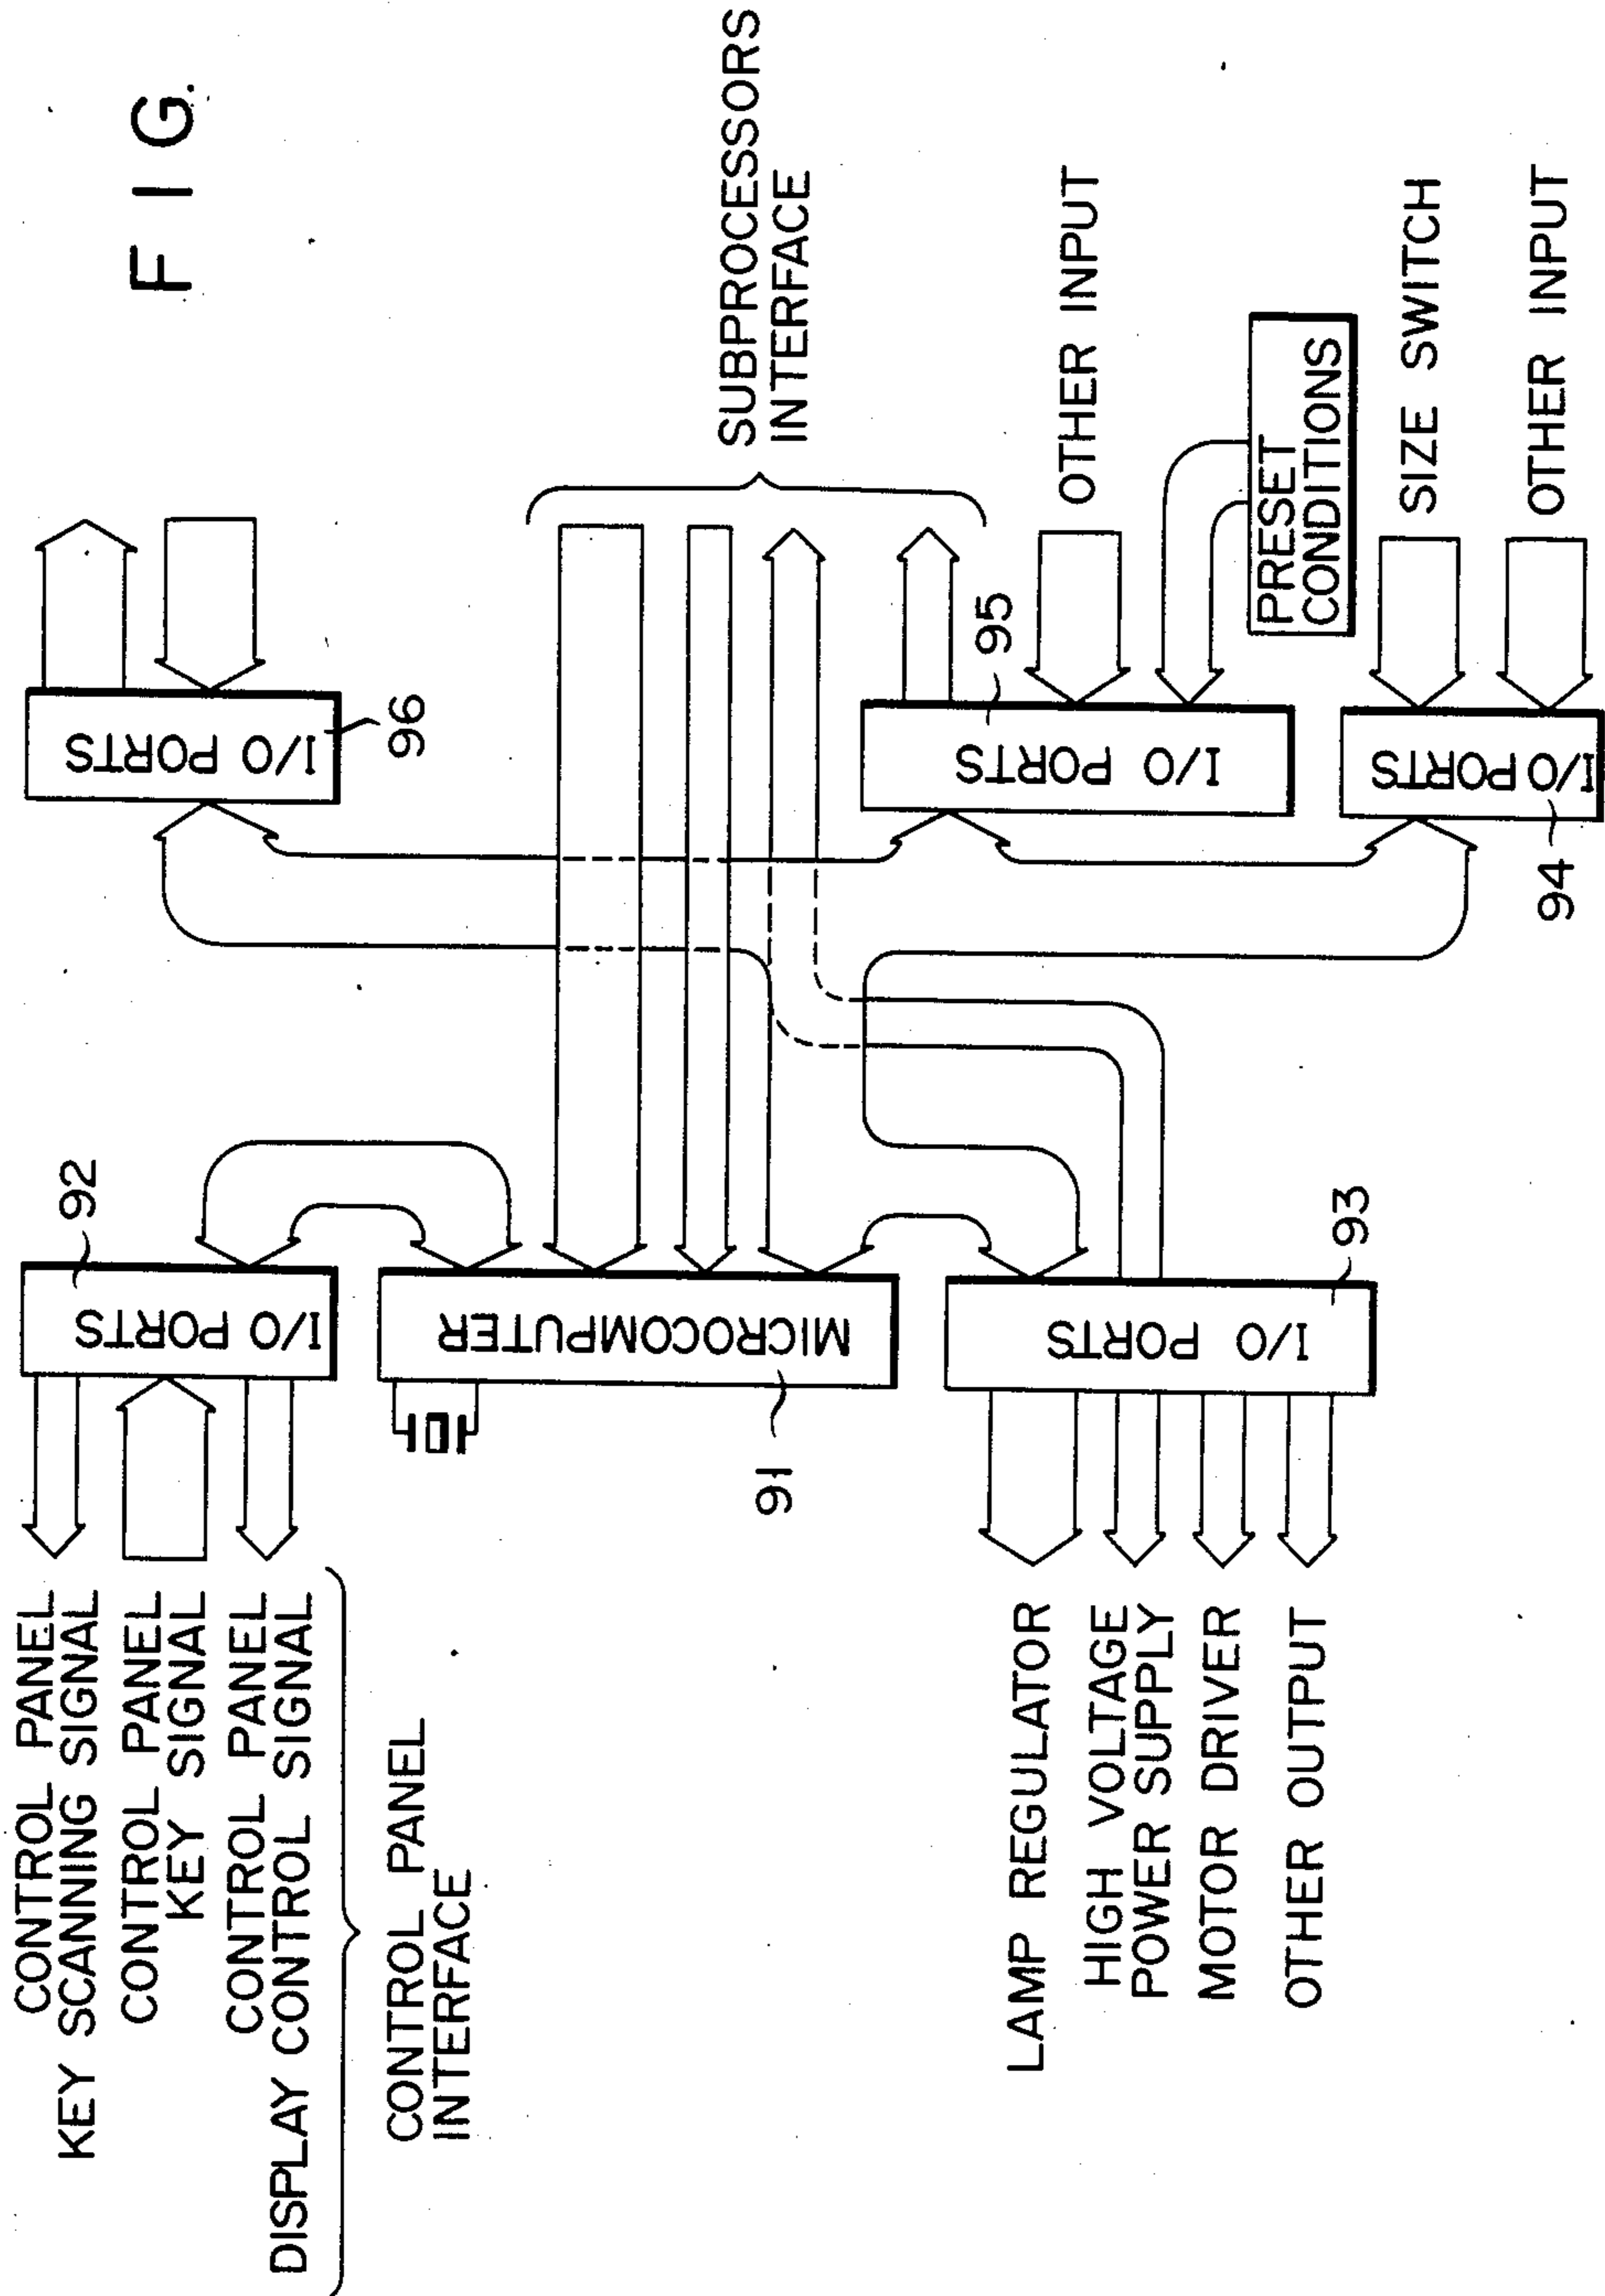 FIG.
CONTROL PANEL
KEY SCANNING SIGNAL
CONTROL PANEL
KEY SIGNAL
CONTROL PANEL
DISPLAY CONTROL SIGNAL
CONTROL PANEL
INTERFACE
92
I/O PORTS
I/O PORTS
96
MICROCOMPUTER
91
SUBPROCESSORS
INTERFACE
LAMP REGULATOR
HIGH VOLTAGE
POWER SUPPLY
MOTOR DRIVER
OTHER OUTPUT
I/O PORTS
93
95
I/O PORTS
OTHER INPUT
PRESET
CONDITIONS
I/O PORTS
94
SIZE SWITCH
OTHER INPUT